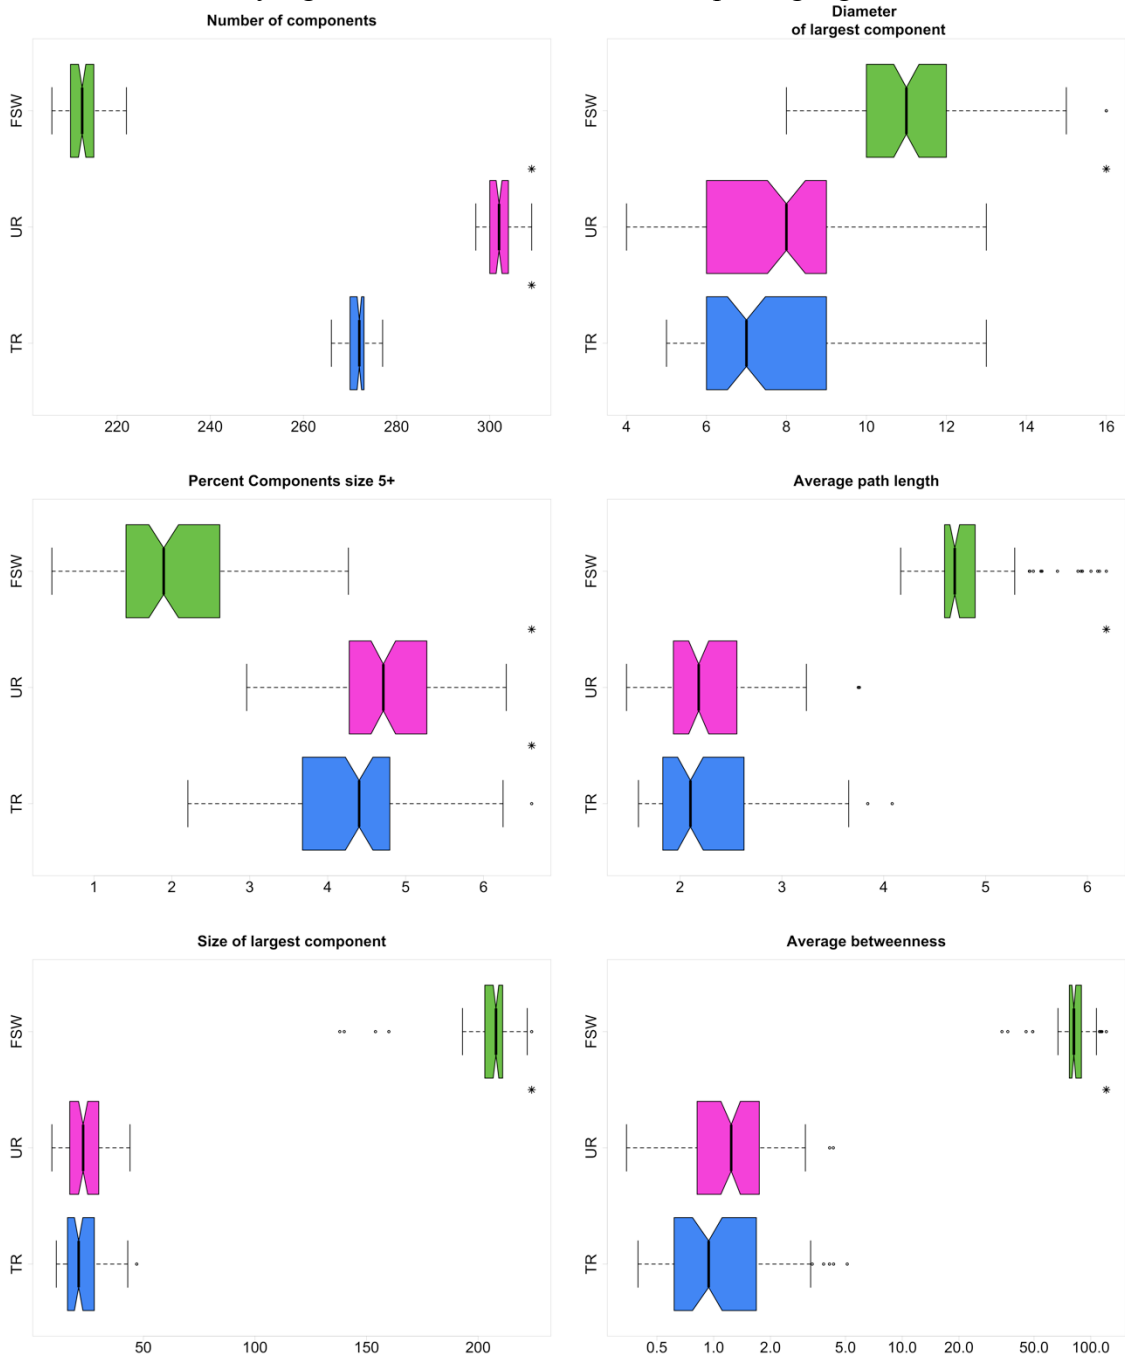 Number of components
FSW
*
UR
*
TR
220 240 260 280 300
Diameter
of largest component
FSW
*
UR
TR
4 6 8 10 12 14 16
Percent Components size 5+
FSW
*
UR
*
TR
1 2 3 4 5 6
Average path length
FSW
*
UR
TR
2 3 4 5 6
Size of largest component
FSW
*
UR
TR
50 100 150 200
Average betweenness
FSW
*
UR
TR
0.5 1.0 2.0 5.0 10.0 20.0 50.0 100.0